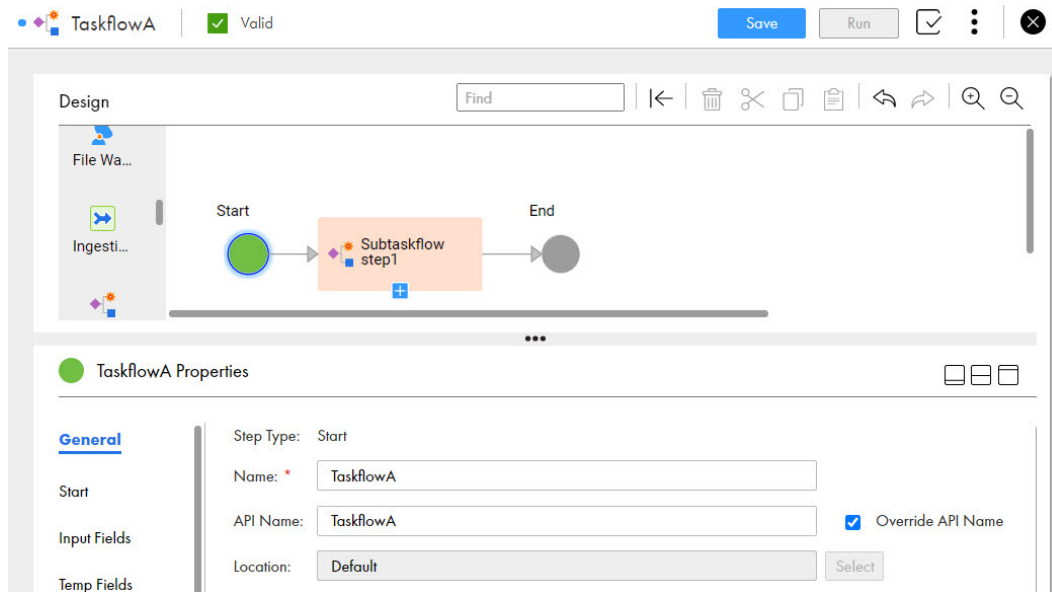 TaskflowA
Valid
Save
Run
Design
Find
File Wa...
Ingesti...
Start
Subtaskflow
step1
End
TaskflowA Properties
General
Start
Input Fields
Temp Fields
Step Type: Start
Name: * TaskflowA
API Name: TaskflowA
Override API Name
Location: Default
Select